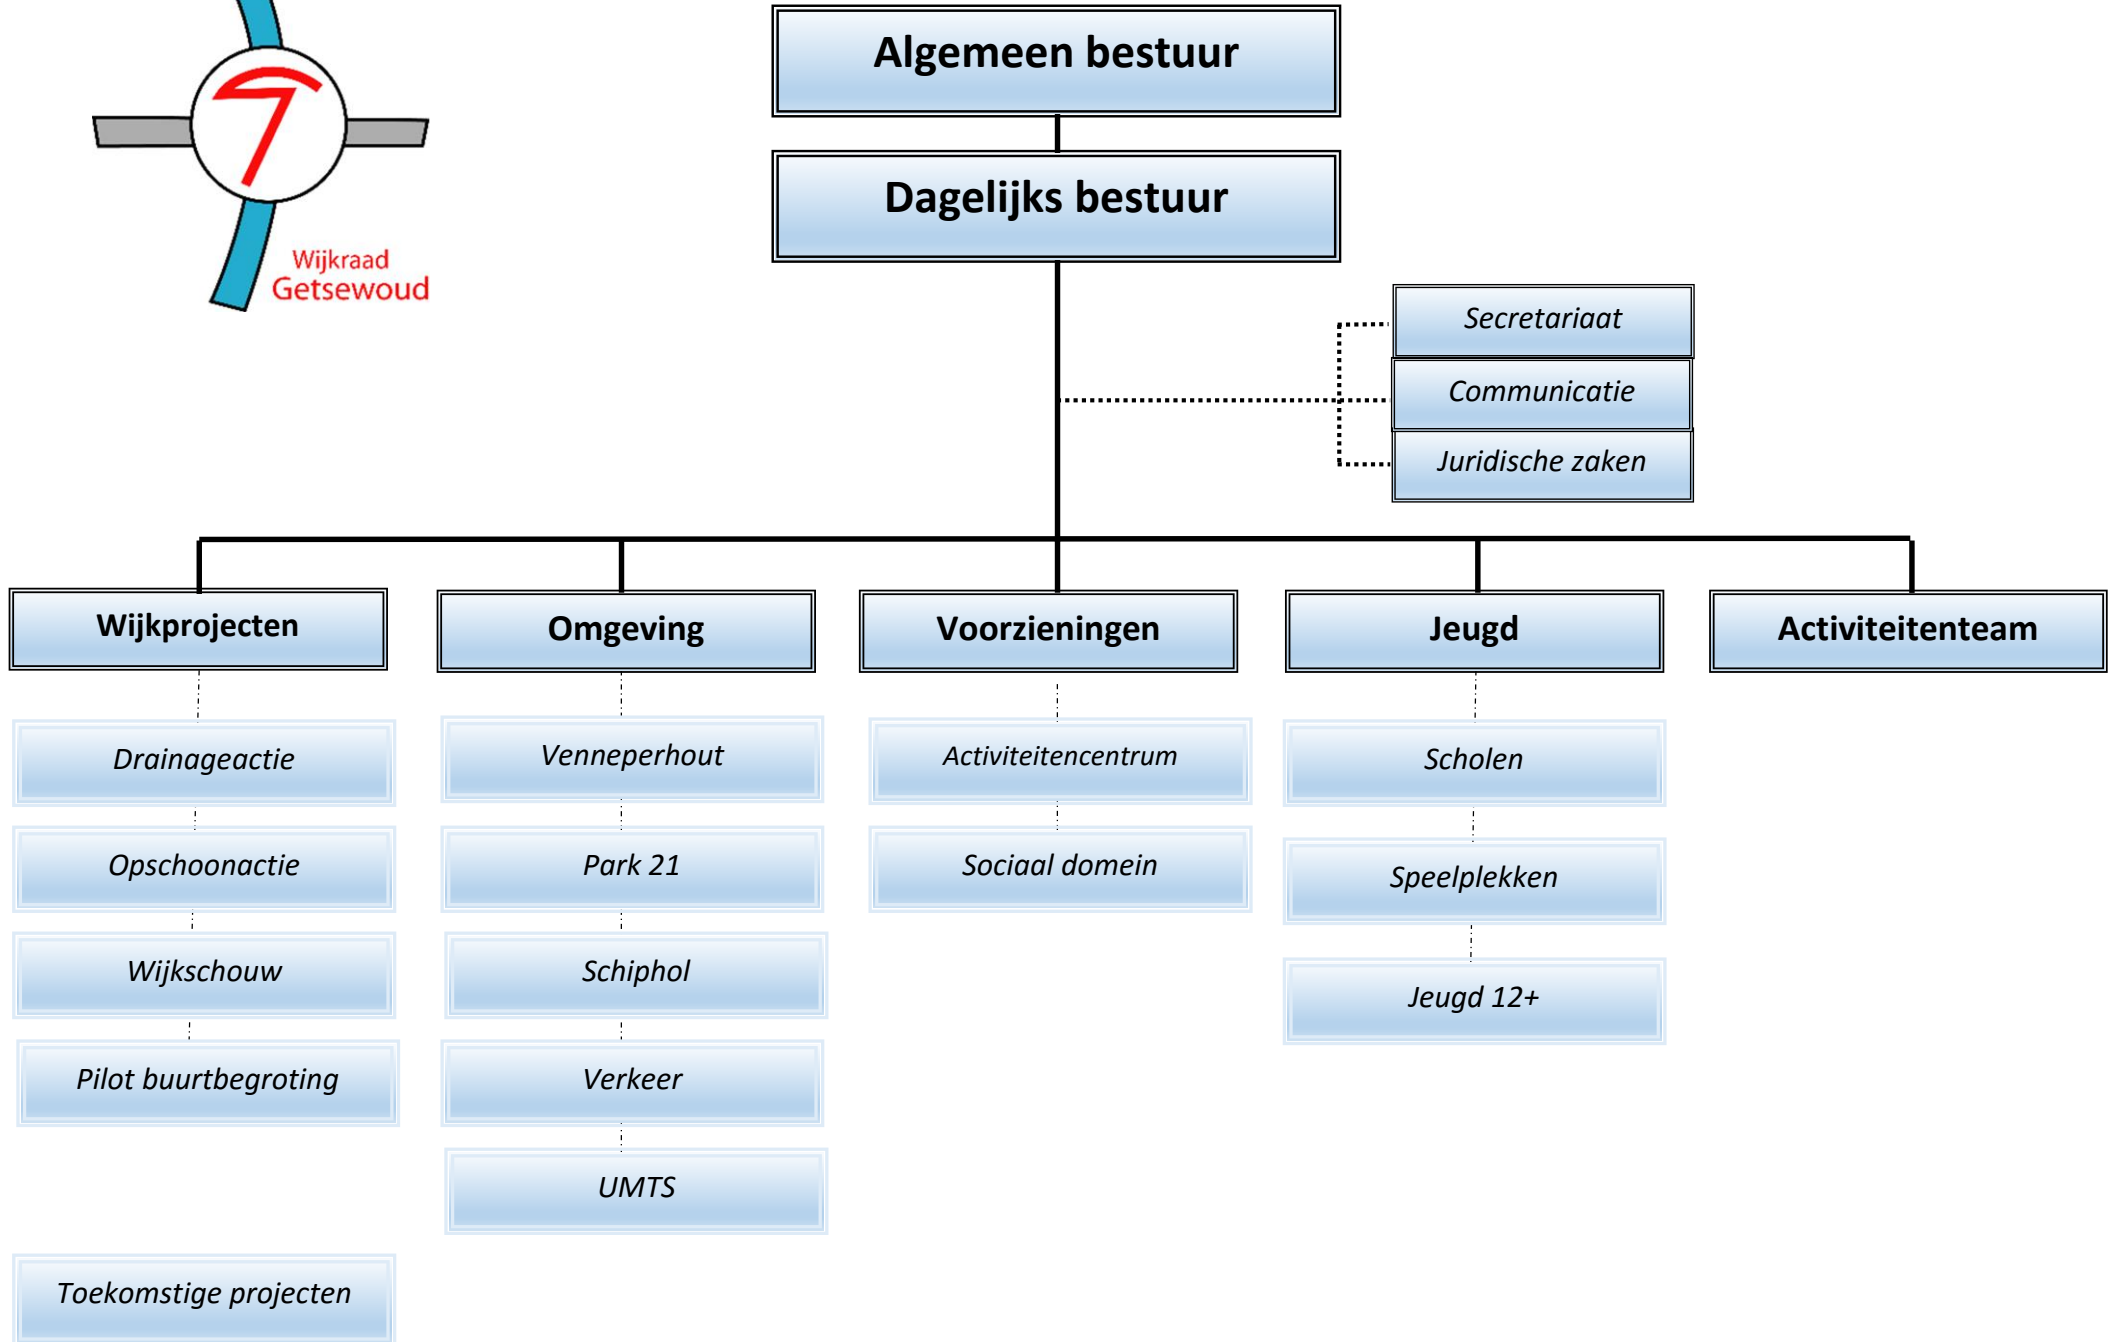 Algemeen bestuur
Dagelijks bestuur
Wijkraad
Getsewoud
Secretariaat
Communicatie
Juridische zaken
Wijkprojecten
Omgeving
Voorzieningen
Jeugd
Activiteitenteam
Drainageactie
Opschoonactie
Wijkschouw
Pilot buurtbegroting
Toekomstige projecten
Venneperhout
Park 21
Schiphol
Verkeer
UMTS
Activiteitencentrum
Sociaal domein
Scholen
Speelplekken
Jeugd 12+